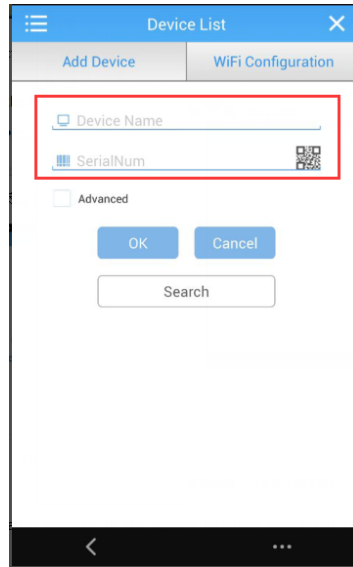 Device List
Add Device
WiFi Configuration
Device Name
SerialNum
Advanced
OK
Cancel
Search